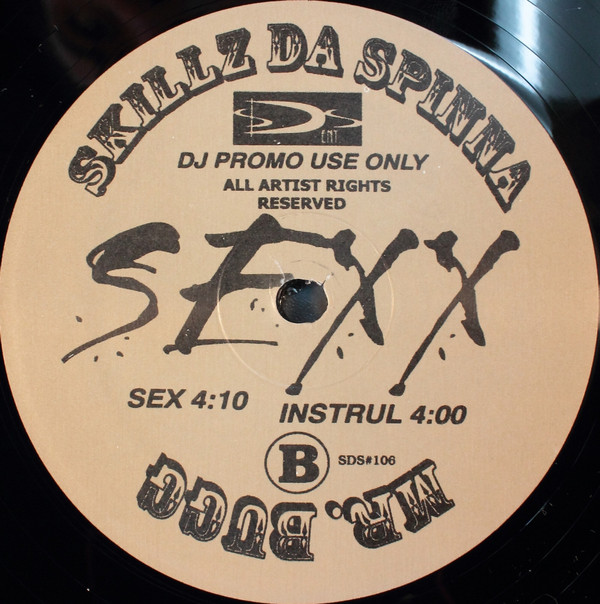 SKILLZ DA SPINNA
SDS
Ent
DJ PROMO USE ONLY
ALL ARTIST RIGHTS
RESERVED
SEXX
SEX 4:10
INSTRUL 4:00
B
SDS#106
MR. BUGG